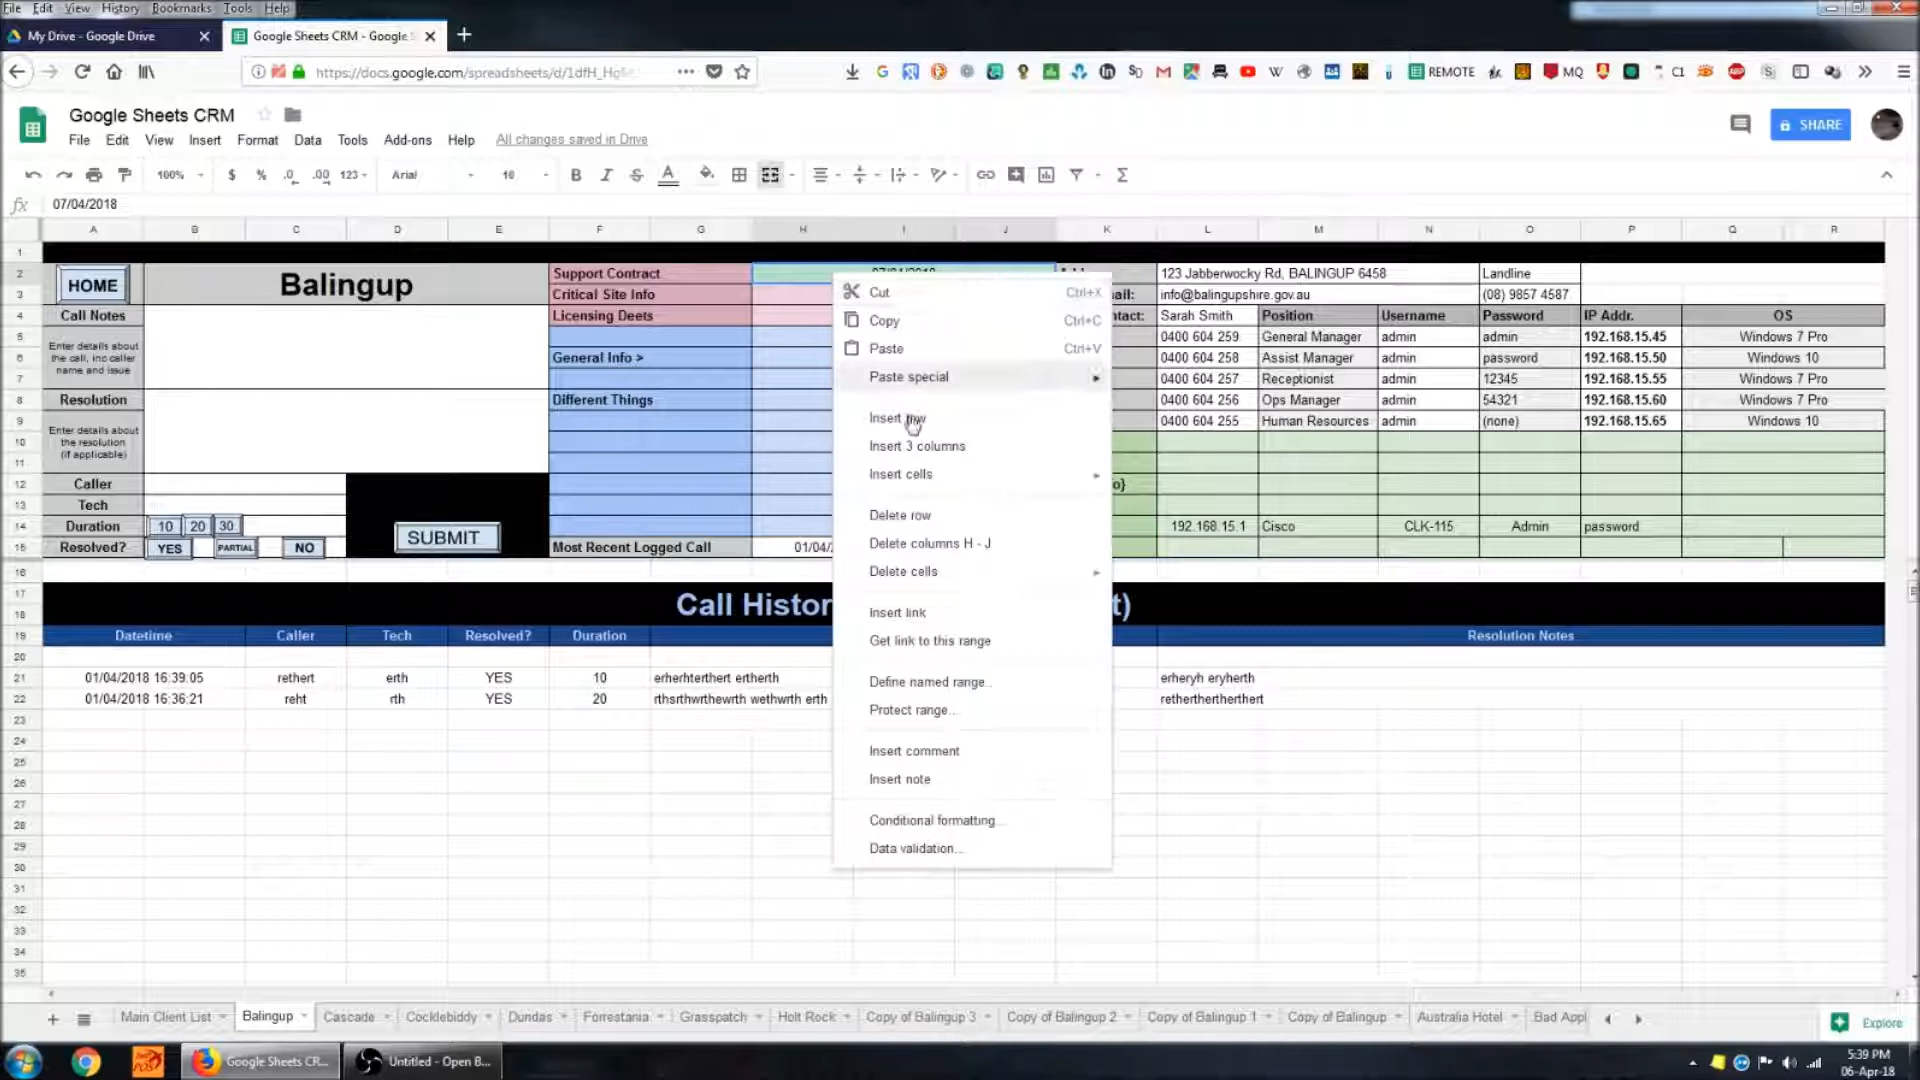 File Edit View History Bookmarks Tools Help
My Drive - Google Drive
Google Sheets CRM - Google S
https://docs.google.com/spreadsheets/d/1dfH_Hg
REMOTE
MQ
C1
Google Sheets CRM
File Edit View Insert Format Data Tools Add-ons Help All changes saved in Drive
SHARE
100% $ % .0 .00 123 Arial 10 B I S A
fx 07/04/2018
A B C D E F G H I J K L M N O P Q R
1
2 HOME Balingup Support Contract 07/04/2018 123 Jabberwocky Rd, BALINGUP 6458 Landline
3 Critical Site Info ail: info@balingupshire.gov.au (08) 9857 4587
4 Call Notes Licensing Deets ntact: Sarah Smith Position Username Password IP Addr. OS
5 0400 604 259 General Manager admin admin 192.168.15.45 Windows 7 Pro
Enter details about
the call, inc caller
name and issue
6 General Info > 0400 604 258 Assist Manager admin password 192.168.15.50 Windows 10
7 0400 604 257 Receptionist admin 12345 192.168.15.55 Windows 7 Pro
8 Resolution Different Things 0400 604 256 Ops Manager admin 54321 192.168.15.60 Windows 7 Pro
9 0400 604 255 Human Resources admin (none) 192.168.15.65 Windows 10
Enter details about
the resolution
(if applicable)
10
11
12 Caller o}
13 Tech
14 Duration 10 20 30 SUBMIT 192.168.15.1 Cisco CLK-115 Admin password
15 Resolved? YES PARTIAL NO Most Recent Logged Call 01/04/
16
17
18 Call Histor t)
19 Datetime Caller Tech Resolved? Duration Resolution Notes
20
21 01/04/2018 16:39:05 rethert erth YES 10 erherhterthert ertherth erheryh eryherth
22 01/04/2018 16:36:21 reht rth YES 20 rthsrthwrthewrth wethwrth erth retherthertherthert
23
24
25
26
27
28
29
30
31
32
33
34
35
Cut Ctrl+X
Copy Ctrl+C
Paste Ctrl+V
Paste special
Insert row
Insert 3 columns
Insert cells
Delete row
Delete columns H - J
Delete cells
Insert link
Get link to this range
Define named range...
Protect range...
Insert comment
Insert note
Conditional formatting...
Data validation...
Main Client List Balingup Cascade Cocklebiddy Dundas Forrestania Grasspatch Holt Rock Copy of Balingup 3 Copy of Balingup 2 Copy of Balingup 1 Copy of Balingup Australia Hotel Bad Appl
Explore
Google Sheets CR...
Untitled - Open B...
5:39 PM
06-Apr-18